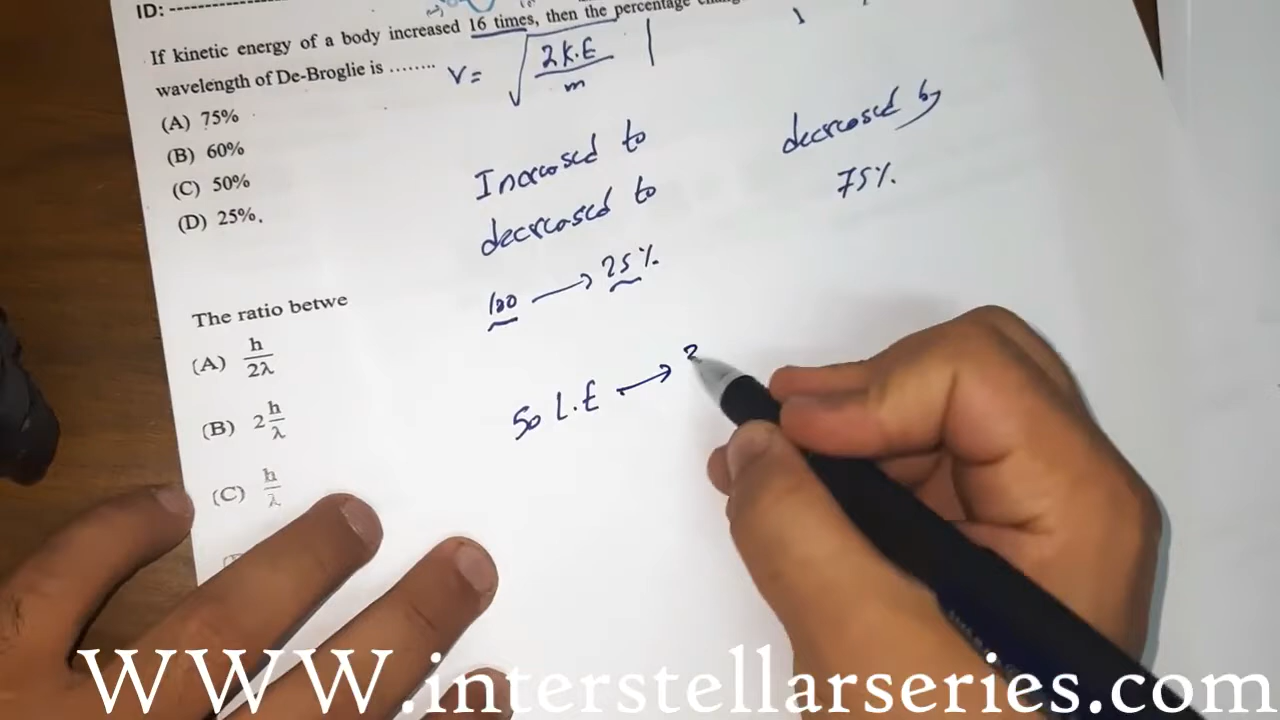 ID: ------------
If kinetic energy of a body increased 16 times, then the percentage
wavelength of De-Broglie is ........
V = √ 2K.E / m
(A) 75%
(B) 60%
(C) 50%
(D) 25%.
Increased to
decreased to
100 → 25%
decreased by
75%.
50 L.E →
The ratio betwe
(A) h / 2λ
(B) 2 h / λ
(C) h / λ
WWW.interstellarseries.com